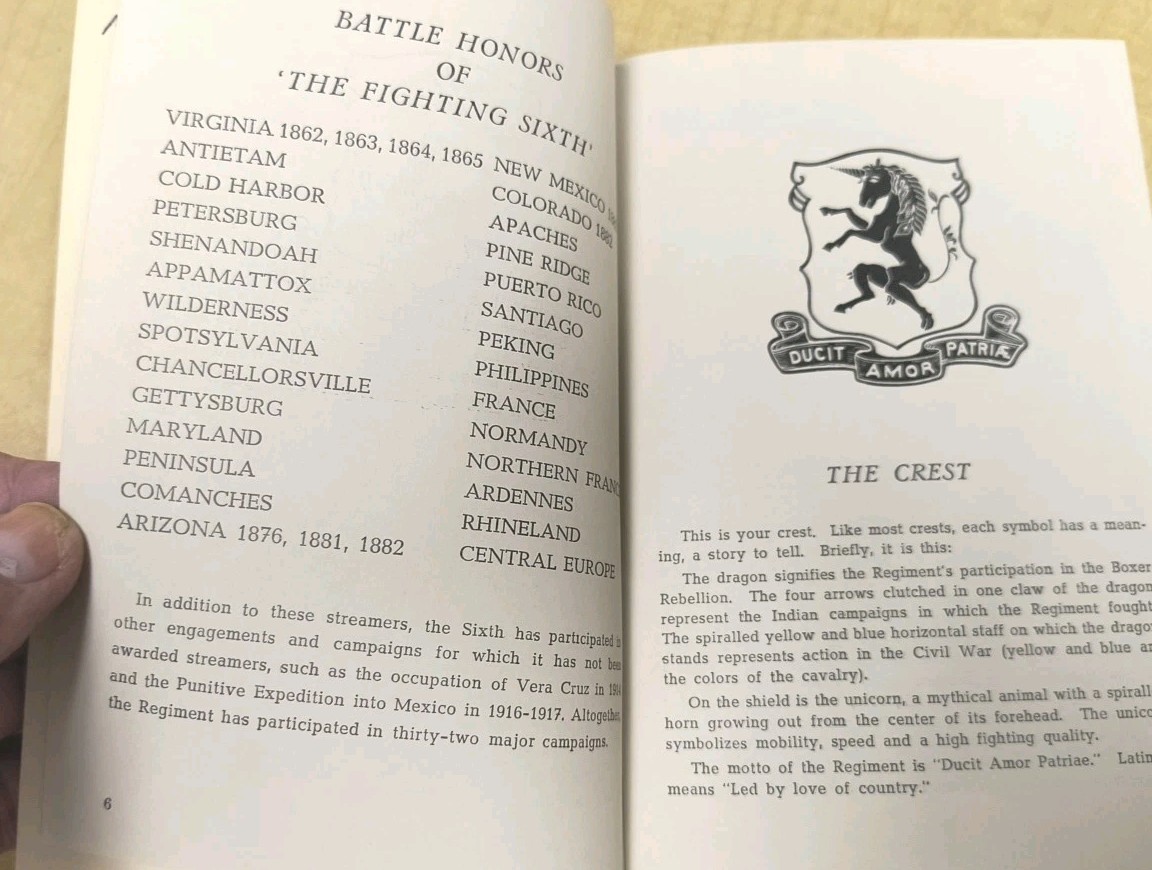 BATTLE HONORS
OF
'THE FIGHTING SIXTH'
VIRGINIA 1862, 1863, 1864, 1865
ANTIETAM
COLD HARBOR
PETERSBURG
SHENANDOAH
APPAMATTOX
WILDERNESS
SPOTSYLVANIA
CHANCELLORSVILLE
GETTYSBURG
MARYLAND
PENINSULA
COMANCHES
ARIZONA 1876, 1881, 1882
NEW MEXICO
COLORADO 1882
APACHES
PINE RIDGE
PUERTO RICO
SANTIAGO
PEKING
PHILIPPINES
FRANCE
NORMANDY
NORTHERN FRANC
ARDENNES
RHINELAND
CENTRAL EUROPE
In addition to these streamers, the Sixth has participated
other engagements and campaigns for which it has not
awarded streamers, such as the occupation of Vera Cruz in 1914
and the Punitive Expedition into Mexico in 1916-1917. Altogether,
the Regiment has participated in thirty-two major campaigns.
6
DUCIT AMOR PATRIÆ
THE CREST
This is your crest. Like most crests, each symbol has a mean-
ing, a story to tell. Briefly, it is this:
The dragon signifies the Regiment's participation in the Boxer
Rebellion. The four arrows clutched in one claw of the dragon
represent the Indian campaigns in which the Regiment fought
The spiralled yellow and blue horizontal staff on which the drago
stands represents action in the Civil War (yellow and blue ar
the colors of the cavalry).
On the shield is the unicorn, a mythical animal with a spirall
horn growing out from the center of its forehead. The unico
symbolizes mobility, speed and a high fighting quality.
The motto of the Regiment is "Ducit Amor Patriae." Latin
means "Led by love of country."